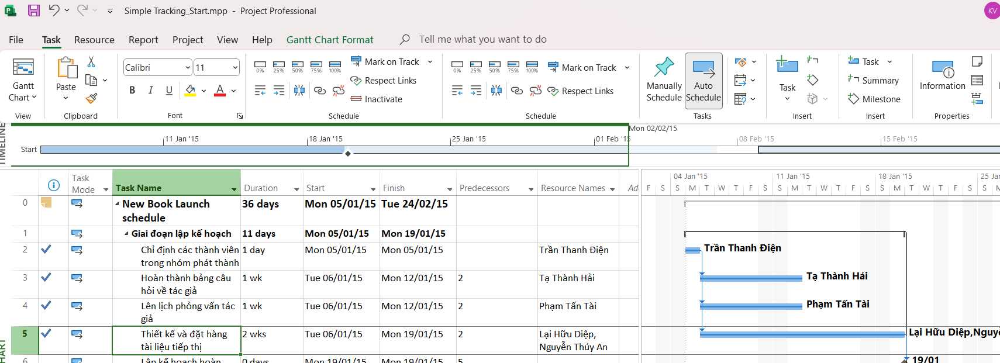 Simple Tracking_Start.mpp - Project Professional
KV
File Task Resource Report Project View Help Gantt Chart Format Tell me what you want to do
Gantt
Chart
View
Paste
Clipboard
Calibri 11
B I U A
Font
0% 25% 50% 75% 100%
Mark on Track
Respect Links
Inactivate
Schedule
0% 25% 50% 75% 100%
Mark on Track
Respect Links
Schedule
Manually
Schedule
Auto
Schedule
Tasks
Task
Insert
Task
Summary
Milestone
Insert
Information
Properties
TIMELINE
Mon 02/02/15
11 Jan '15 18 Jan '15 25 Jan '15 01 Feb '15 08 Feb '15 15 Feb '15
Start
Task Mode Task Name Duration Start Finish Predecessors Resource Names Ad
04 Jan '15 11 Jan '15 18 Jan '15 25 Jan
F S S M T W T F S S M T W T F S S M T W T F S S M
0 New Book Launch schedule 36 days Mon 05/01/15 Tue 24/02/15
1 Giai đoạn lập kế hoạch 11 days Mon 05/01/15 Mon 19/01/15
2 Chỉ định các thành viên trong nhóm phát thành 1 day Mon 05/01/15 Mon 05/01/15 Trần Thanh Điện
Trần Thanh Điện
3 Hoàn thành bảng câu hỏi về tác giả 1 wk Tue 06/01/15 Mon 12/01/15 2 Tạ Thành Hải
Tạ Thành Hải
4 Lên lịch phỏng vấn tác giả 1 wk Tue 06/01/15 Mon 12/01/15 2 Phạm Tấn Tài
Phạm Tấn Tài
5 Thiết kế và đặt hàng tài liệu tiếp thị 2 wks Tue 06/01/15 Mon 19/01/15 2 Lại Hữu Diệp, Nguyễn Thúy An
Lại Hữu Diệp,Nguyễ
6 Lập kế hoạch hoàn 0 days Mon 19/01/15 Mon 19/01/15 5
19/01